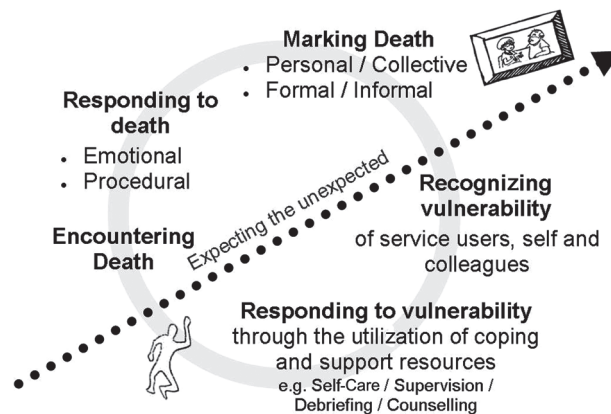 Marking Death
• Personal / Collective
• Formal / Informal
Responding to
death
• Emotional
• Procedural
Encountering
Death
Expecting the unexpected
Recognizing
vulnerability
of service users, self and
colleagues
Responding to vulnerability
through the utilization of coping
and support resources
e.g. Self-Care / Supervision /
Debriefing / Counselling